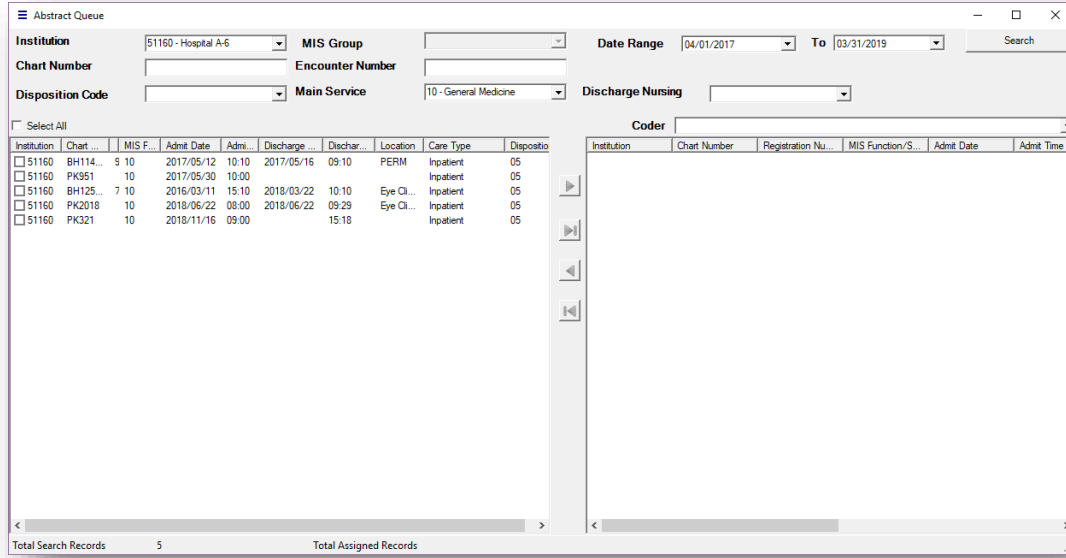 Abstract Queue
Institution 51160 - Hospital A-6 MIS Group Date Range 04/01/2017 To 03/31/2019 Search
Chart Number Encounter Number
Disposition Code Main Service 10 - General Medicine Discharge Nursing
Select All Coder
Institution Chart ... MIS F... Admit Date Admi... Discharge ... Dischar... Location Care Type Dispositio Institution Chart Number Registration Nu... MIS Function/S... Admit Date Admit Time
51160 BH114... 9 10 2017/05/12 10:10 2017/05/16 09:10 PERM Inpatient 05
51160 PK951 10 2017/05/30 10:00 Inpatient 05
51160 BH125... 7 10 2016/03/11 15:10 2018/03/22 10:10 Eye Cli... Inpatient 05
51160 PK2018 10 2018/06/22 08:00 2018/06/22 09:29 Eye Cli... Inpatient 05
51160 PK321 10 2018/11/16 09:00 15:18 Inpatient 05
Total Search Records 5 Total Assigned Records